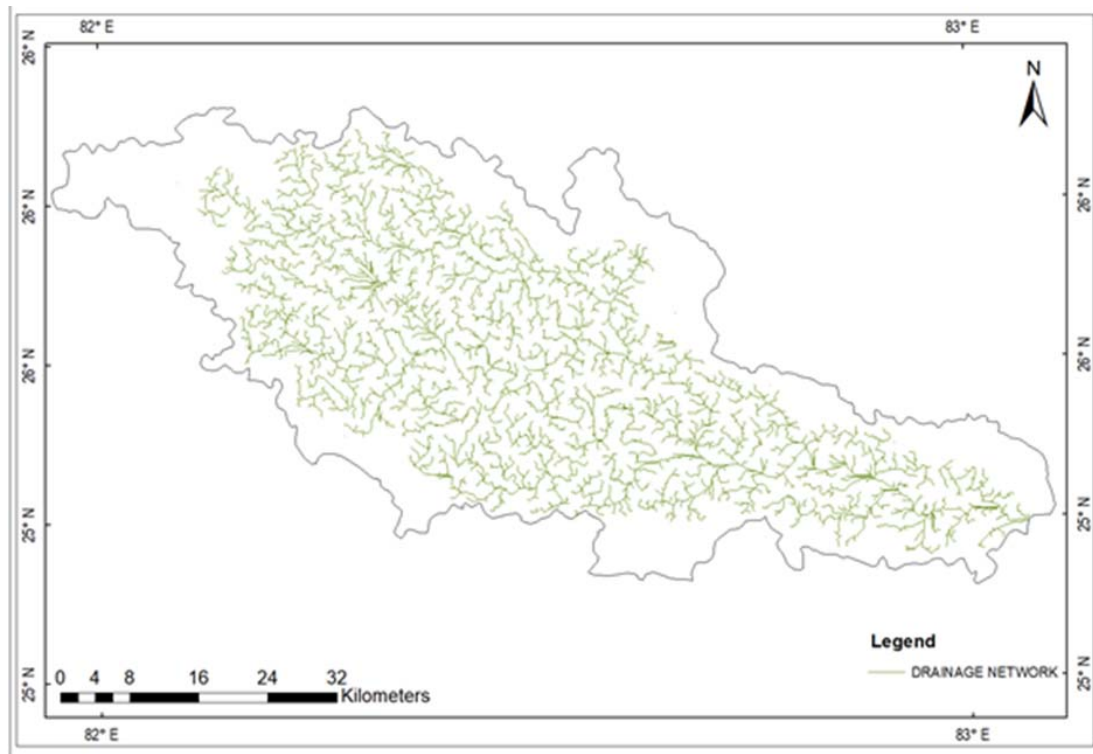 82° E 83° E
26° N
N
26° N 26° N
26° N 26° N
25° N 25° N
Legend
DRAINAGE NETWORK
0 4 8 16 24 32
Kilometers
25° N 25° N
82° E 83° E